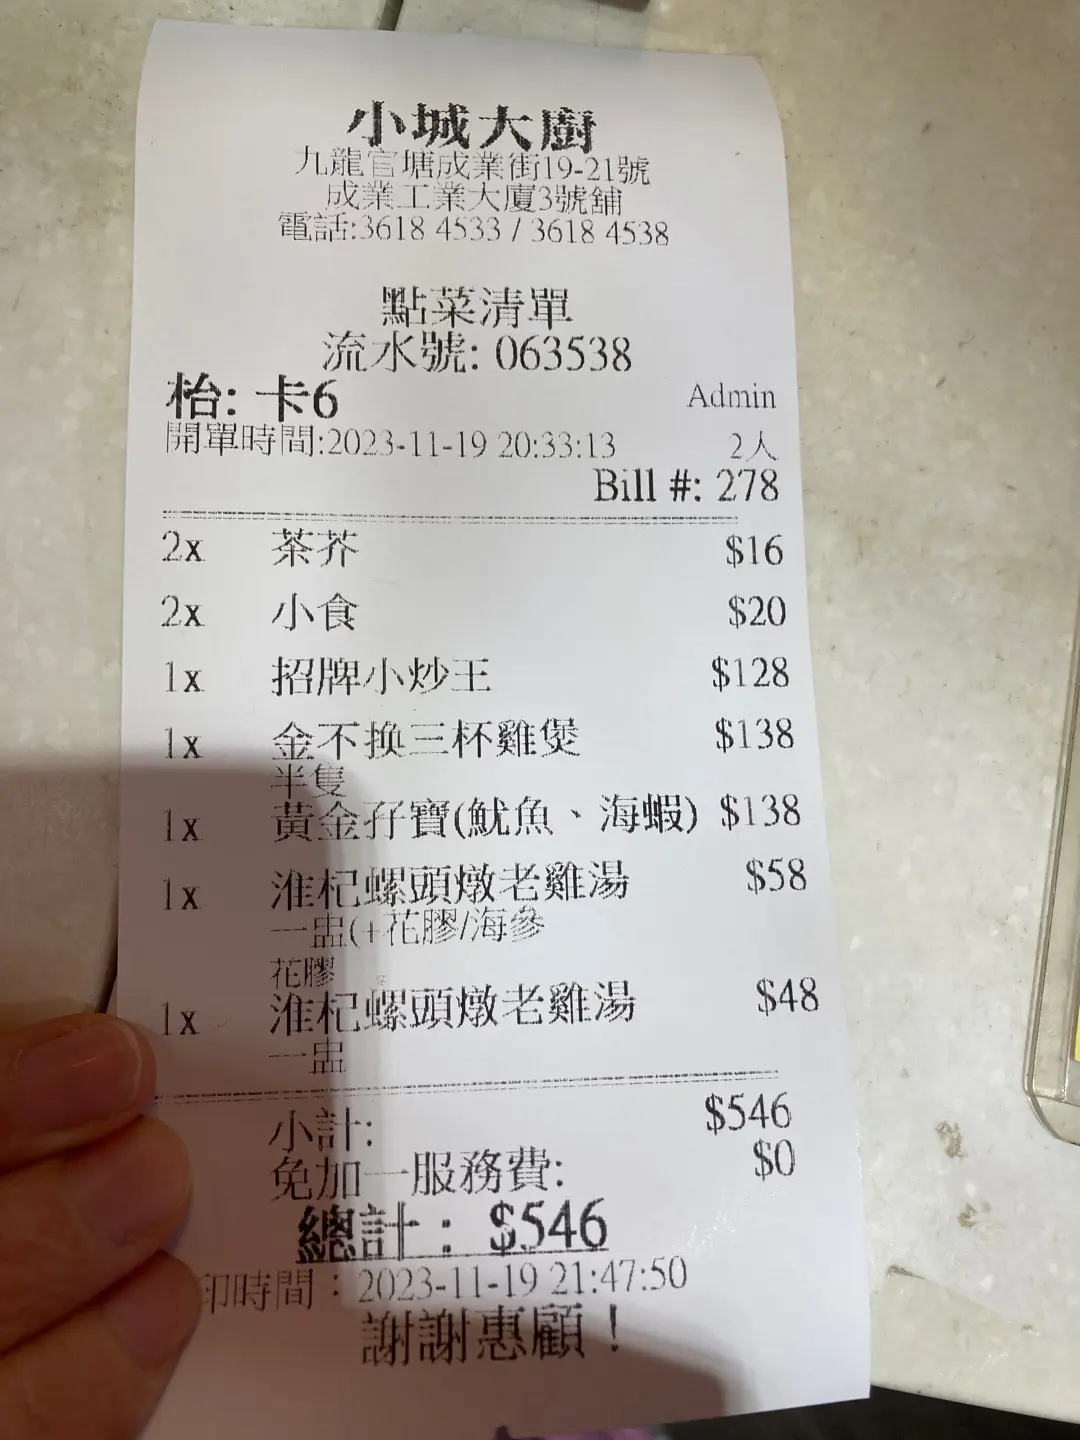 小城大廚
九龍官塘成業街19-21號
成業工業大廈3號舖
電話:3618 4533 / 3618 4538
點菜清單
流水號: 063538
枱: 卡6 Admin
開單時間:2023-11-19 20:33:13 2人
Bill #: 278
2x 茶芥 $16
2x 小食 $20
1x 招牌小炒王 $128
1x 金不換三杯雞煲 $138
半隻
1x 黃金孖寶(魷魚、海蝦) $138
1x 淮杞螺頭燉老雞湯 $58
一盅(+花膠/海參
花膠
1x 淮杞螺頭燉老雞湯 $48
一盅
小計: $546
免加一服務費: $0
總計: $546
印時間：2023-11-19 21:47:50
謝謝惠顧！